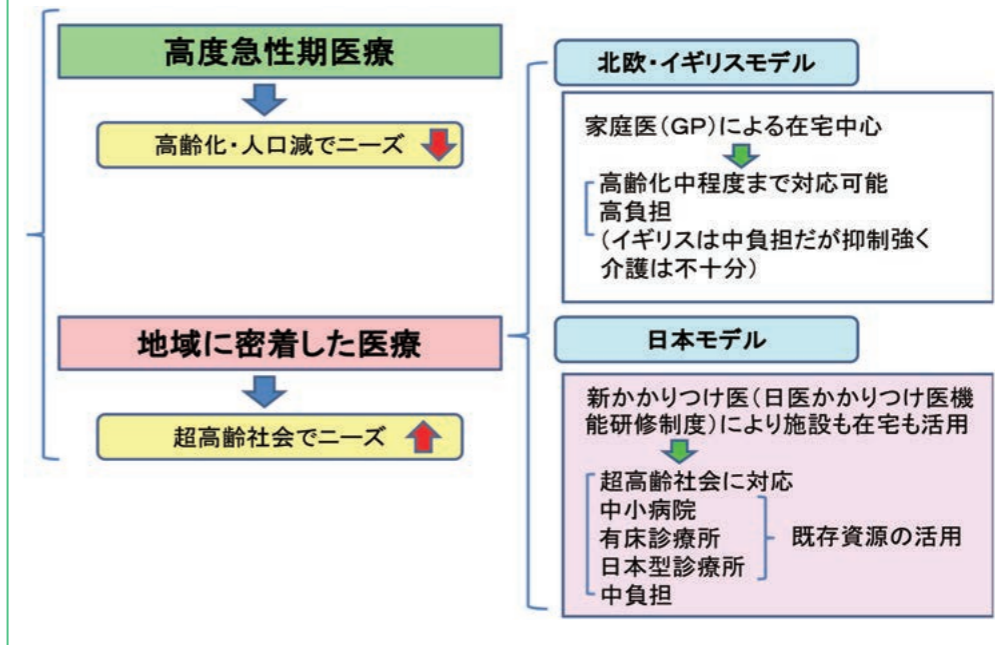 高度急性期医療
高齢化・人口減でニーズ
地域に密着した医療
超高齢社会でニーズ
北欧・イギリスモデル
家庭医(GP)による在宅中心
高齢化中程度まで対応可能
高負担
(イギリスは中負担だが抑制強く
介護は不十分)
日本モデル
新かかりつけ医(日医かかりつけ医機
能研修制度)により施設も在宅も活用
超高齢社会に対応
中小病院
有床診療所
日本型診療所
中負担
既存資源の活用